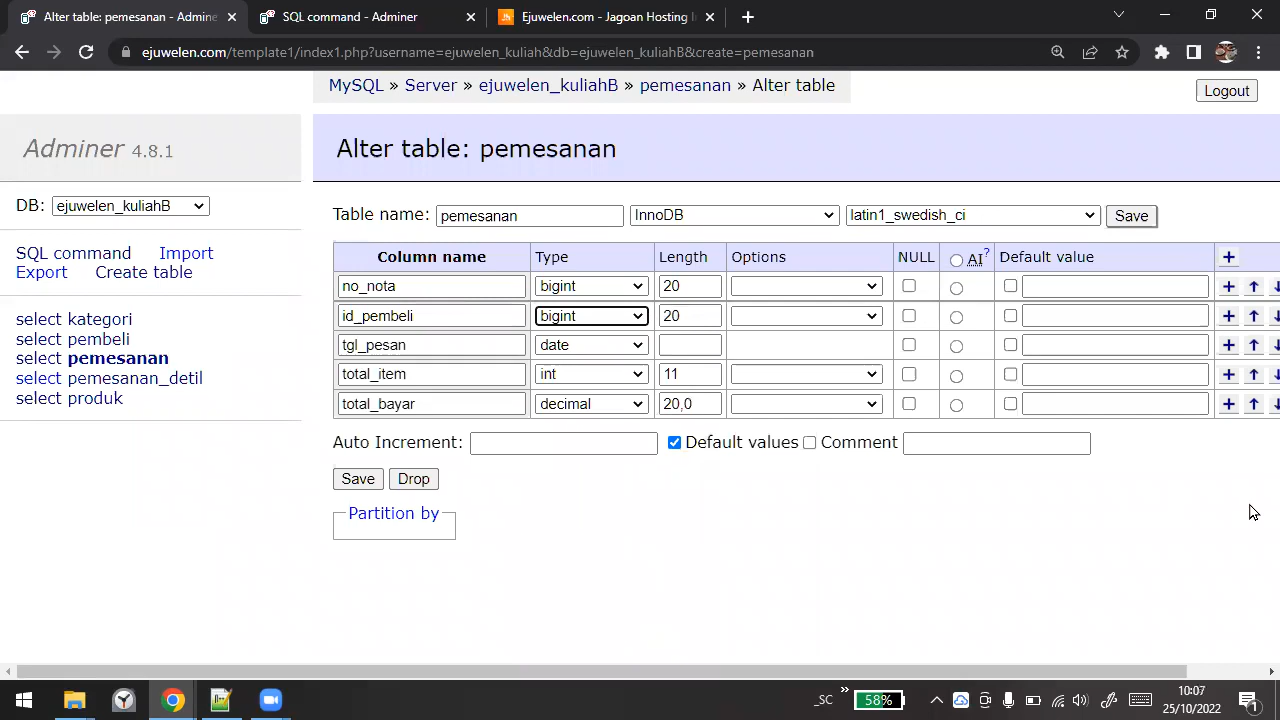 Alter table: pemesanan - Admine
SQL command - Adminer
Ejuwelen.com - Jagoan Hosting I
ejuwelen.com/template1/index1.php?username=ejuwelen_kuliah&db=ejuwelen_kuliahB&create=pemesanan
MySQL » Server » ejuwelen_kuliahB » pemesanan » Alter table
Logout
Adminer 4.8.1
Alter table: pemesanan
DB: ejuwelen_kuliahB
Table name: pemesanan InnoDB latin1_swedish_ci Save
SQL command Import
Export Create table
Column name Type Length Options NULL AI? Default value
no_nota bigint 20
id_pembeli bigint 20
tgl_pesan date
total_item int 11
total_bayar decimal 20,0
select kategori
select pembeli
select pemesanan
select pemesanan_detil
select produk
Auto Increment: Default values Comment
Save Drop
Partition by
_SC
58%
10:07
25/10/2022
1